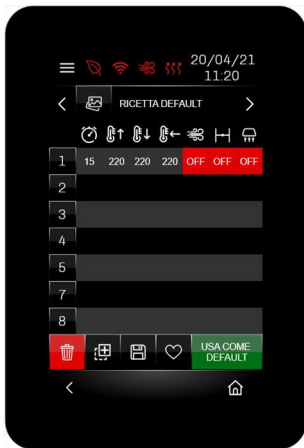 20/04/21
11:20
RICETTA DEFAULT
1 15 220 220 220 OFF OFF OFF
2
3
4
5
7
8
USA COME
DEFAULT